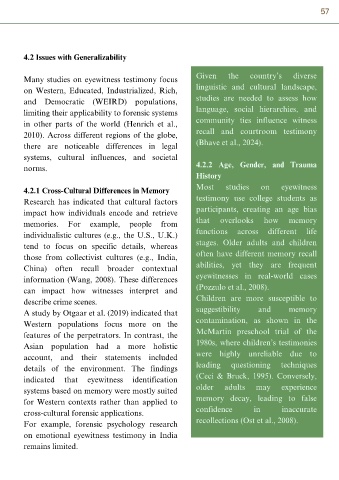 57
4.2 Issues with Generalizability
Many studies on eyewitness testimony focus
on Western, Educated, Industrialized, Rich,
and Democratic (WEIRD) populations,
limiting their applicability to forensic systems
in other parts of the world (Henrich et al.,
2010). Across different regions of the globe,
there are noticeable differences in legal
systems, cultural influences, and societal
norms.
4.2.1 Cross-Cultural Differences in Memory
Research has indicated that cultural factors
impact how individuals encode and retrieve
memories. For example, people from
individualistic cultures (e.g., the U.S., U.K.)
tend to focus on specific details, whereas
those from collectivist cultures (e.g., India,
China) often recall broader contextual
information (Wang, 2008). These differences
can impact how witnesses interpret and
describe crime scenes.
A study by Otgaar et al. (2019) indicated that
Western populations focus more on the
features of the perpetrators. In contrast, the
Asian population had a more holistic
account, and their statements included
details of the environment. The findings
indicated that eyewitness identification
systems based on memory were mostly suited
for Western contexts rather than applied to
cross-cultural forensic applications.
For example, forensic psychology research
on emotional eyewitness testimony in India
remains limited.
Given the country's diverse
linguistic and cultural landscape,
studies are needed to assess how
language, social hierarchies, and
community ties influence witness
recall and courtroom testimony
(Bhave et al., 2024).
4.2.2 Age, Gender, and Trauma
History
Most studies on eyewitness
testimony use college students as
participants, creating an age bias
that overlooks how memory
functions across different life
stages. Older adults and children
often have different memory recall
abilities, yet they are frequent
eyewitnesses in real-world cases
(Pozzulo et al., 2008).
Children are more susceptible to
suggestibility and memory
contamination, as shown in the
McMartin preschool trial of the
1980s, where children's testimonies
were highly unreliable due to
leading questioning techniques
(Ceci & Bruck, 1995). Conversely,
older adults may experience
memory decay, leading to false
confidence in inaccurate
recollections (Ost et al., 2008).